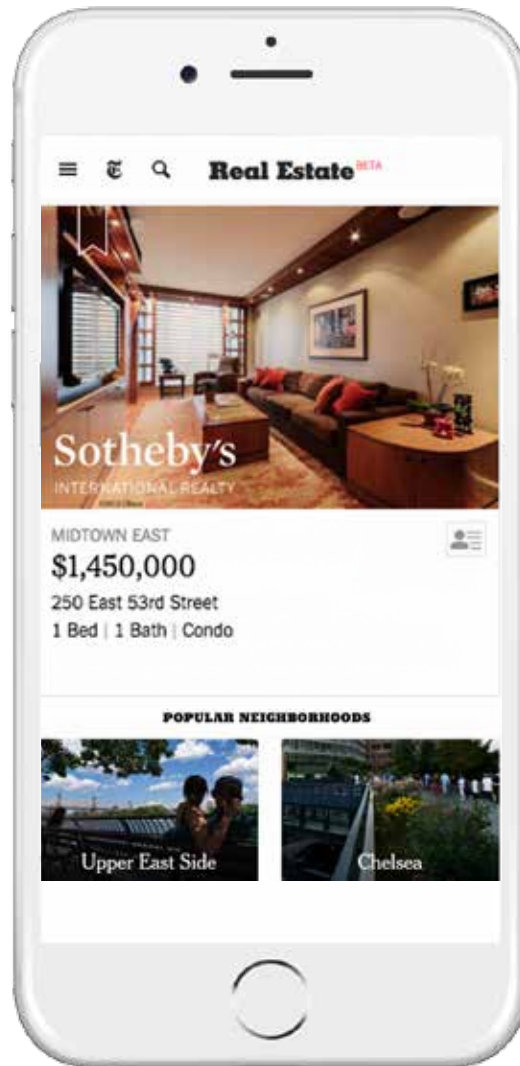 Real Estate BETA
Sotheby's
INTERNATIONAL REALTY
MIDTOWN EAST
$1,450,000
250 East 53rd Street
1 Bed | 1 Bath | Condo
POPULAR NEIGHBORHOODS
Upper East Side
Chelsea